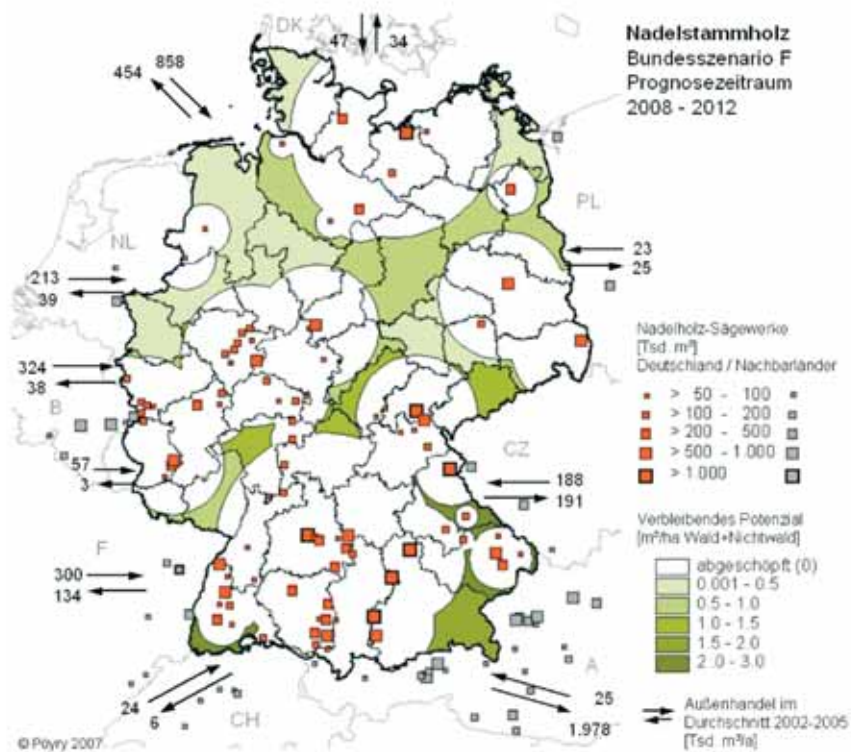 Nadelstammholz
Bundesszenario F
Prognosezeitraum
2008 - 2012
DK
47
34
454
858
PL
NL
23
25
213
39
324
38
B
57
3
CZ
188
191
F
300
134
24
6
CH
A
25
1.978
Nadelholz-Sägewerke
[Tsd. m³]
Deutschland / Nachbarländer
> 50 - 100
> 100 - 200
> 200 - 500
> 500 - 1.000
> 1.000
Verbleibendes Potenzial
[m³/ha Wald+Nichtwald]
abgeschöpft (0)
0.001 - 0.5
0.5 - 1.0
1.0 - 1.5
1.5 - 2.0
2.0 - 3.0
Außenhandel im
Durchschnitt 2002-2005
[Tsd. m³/a]
© Pöyry 2007